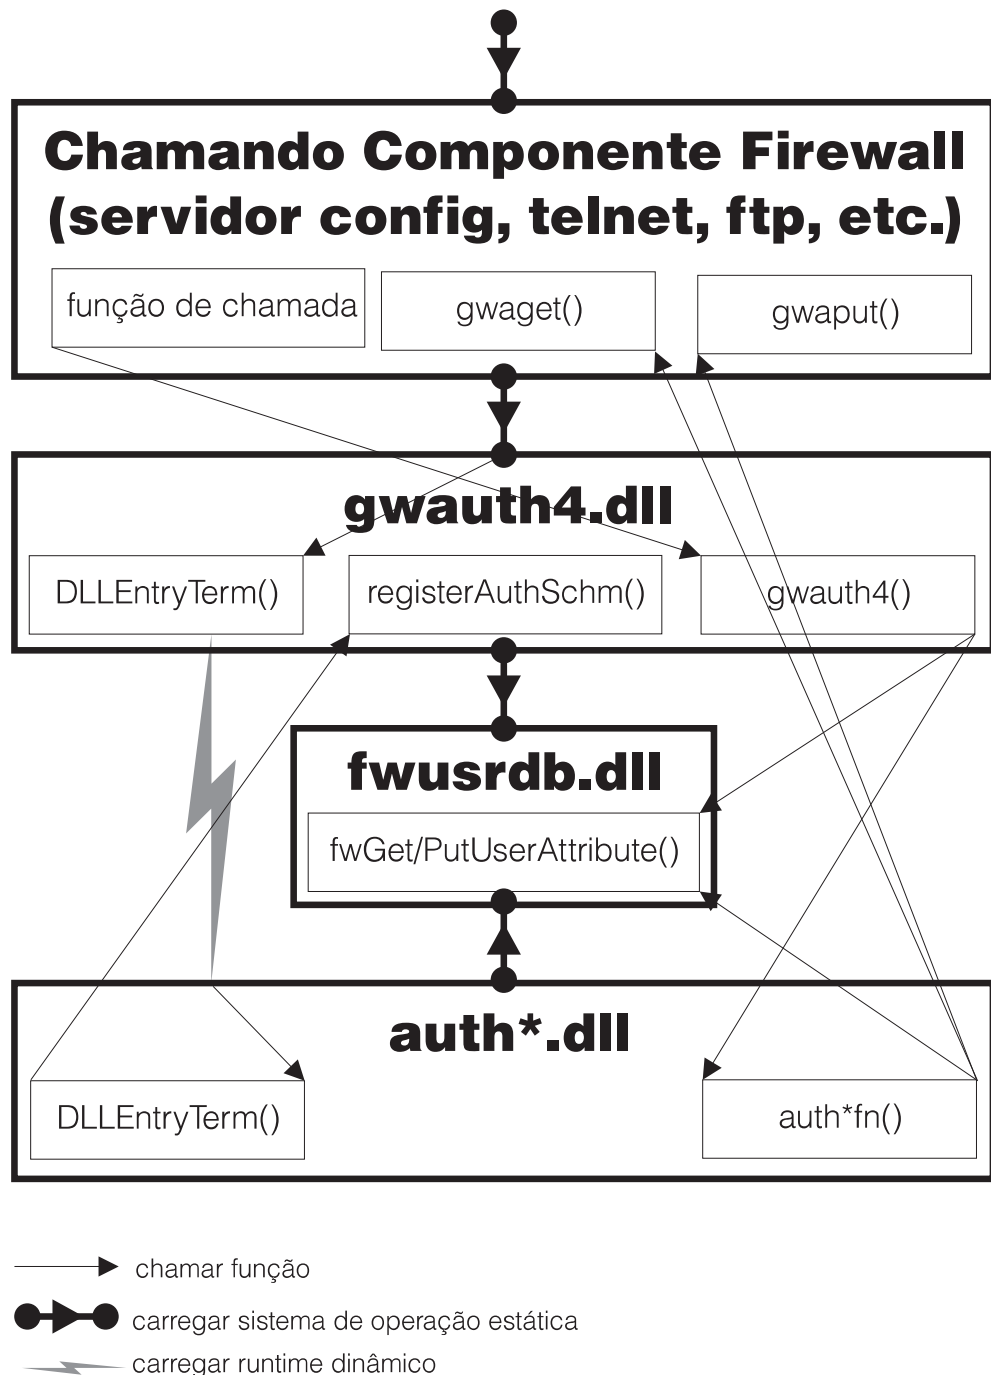 Chamando Componente Firewall
(servidor config, telnet, ftp, etc.)
função de chamada
gwaget()
gwaput()
gwauth4.dll
DLLEntryTerm()
registerAuthSchm()
gwauth4()
fwusrdb.dll
fwGet/PutUserAttribute()
auth*.dll
DLLEntryTerm()
auth*fn()
chamar função
carregar sistema de operação estática
carregar runtime dinâmico